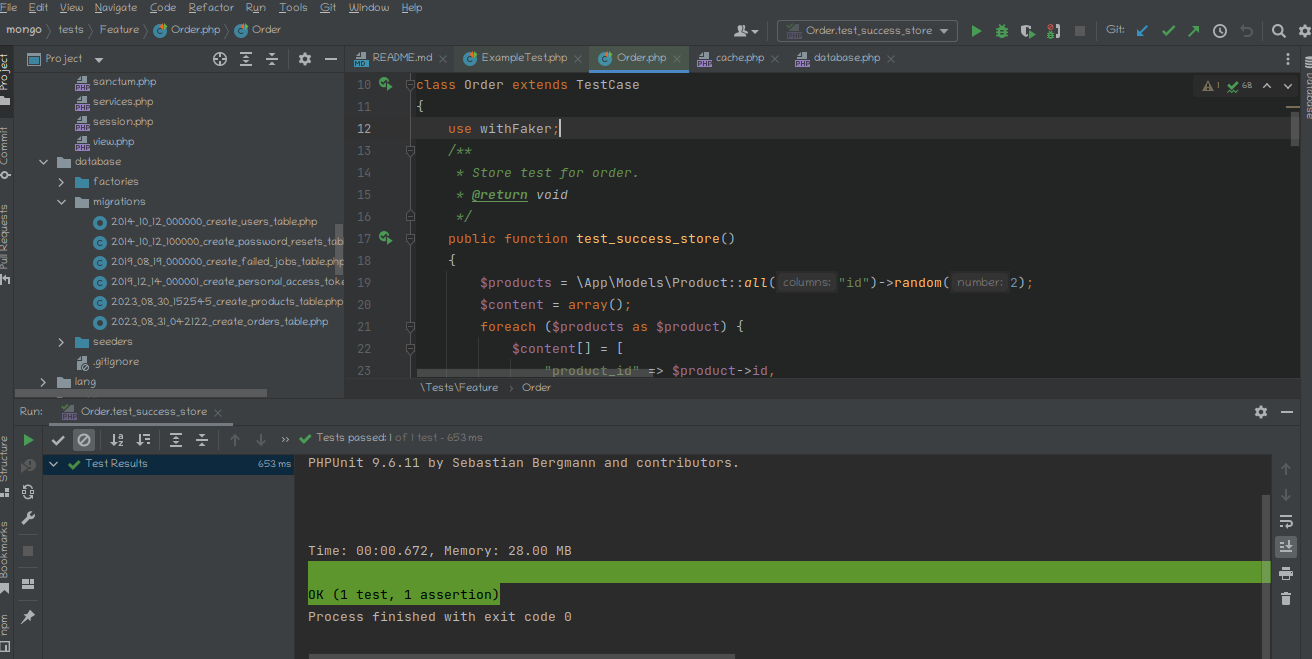 File Edit View Navigate Code Refactor Run Tools Git Window Help
mongo tests Feature Order.php Order
Order.test_success_store Git:
Project
README.md ExampleTest.php Order.php cache.php database.php
sanctum.php
services.php
session.php
view.php
database
factories
migrations
2014_10_12_000000_create_users_table.php
2014_10_12_100000_create_password_resets_tab
2019_08_19_000000_create_failed_jobs_table.php
2019_12_14_000001_create_personal_access_toke
2023_08_30_152545_create_products_table.php
2023_08_31_042122_create_orders_table.php
seeders
.gitignore
lang
Project
Commit
Pull Requests
10 class Order extends TestCase
11 {
12 use withFaker;
13 /**
14 * Store test for order.
15 * @return void
16 */
17 public function test_success_store()
18 {
19 $products = \App\Models\Product::all( columns: "id")->random( number: 2);
20 $content = array();
21 foreach ($products as $product) {
22 $content[] = [
23 "product_id" => $product->id,
1 68
\Tests\Feature › Order
Run: Order.test_success_store
» Tests passed: 1 of 1 test - 653 ms
Test Results 653 ms
Structure
Bookmarks
npm
PHPUnit 9.6.11 by Sebastian Bergmann and contributors.
Time: 00:00.672, Memory: 28.00 MB
OK (1 test, 1 assertion)
Process finished with exit code 0